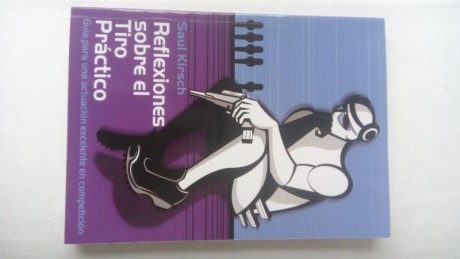 Saul Kirsch
Reflexiones
sobre el
Tiro
Práctico
Guía para una actuación excelente en competición